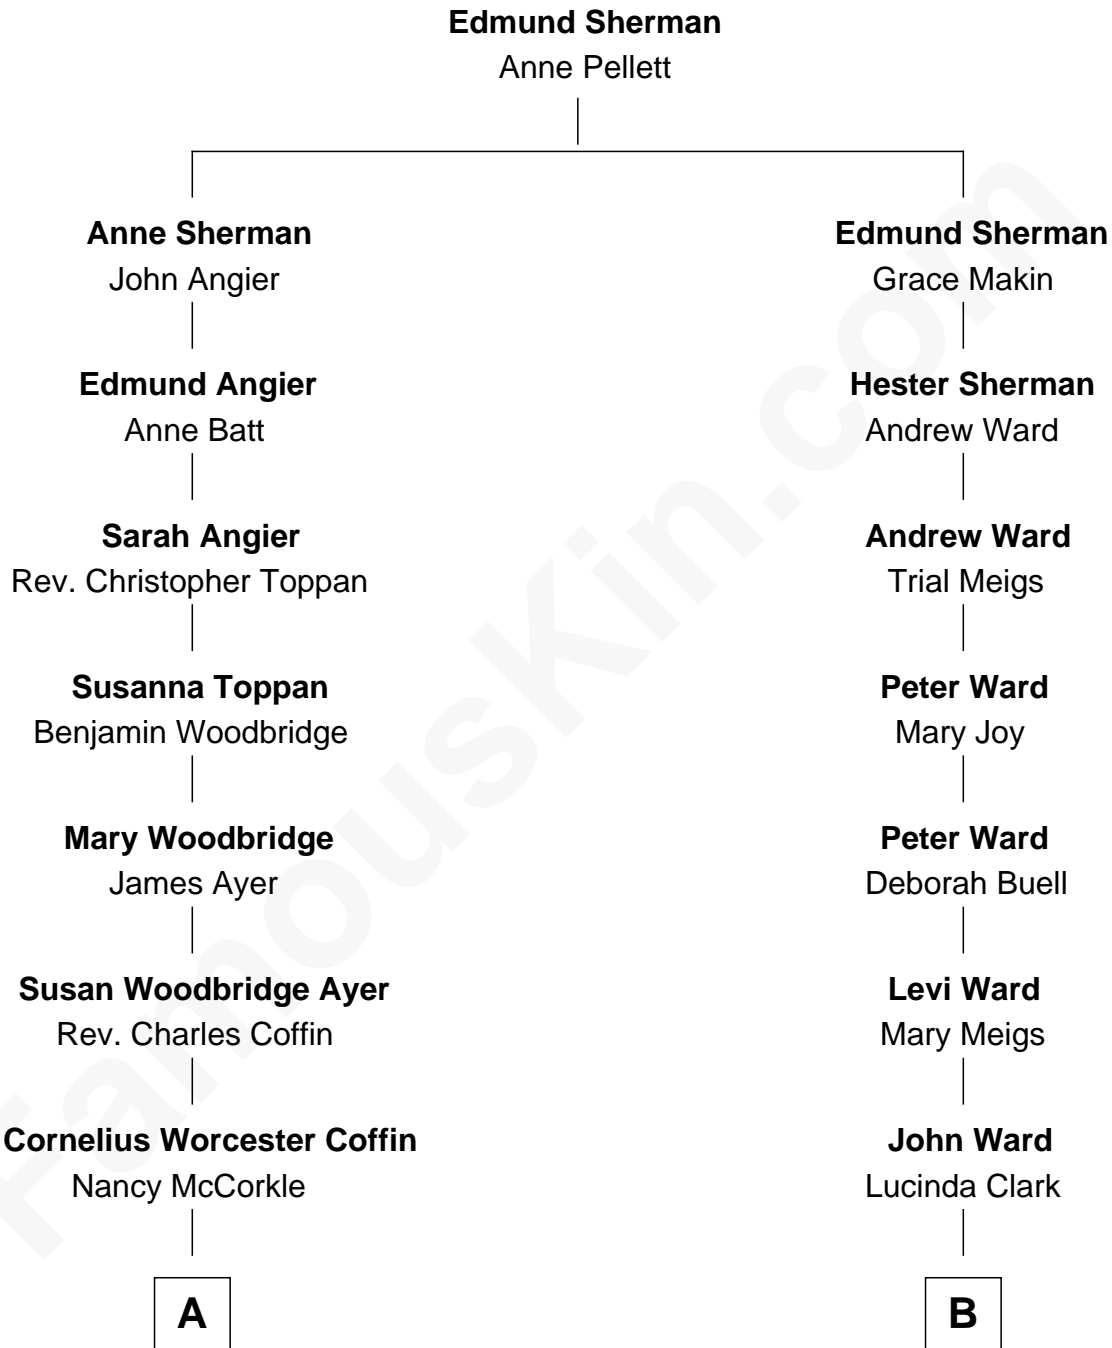 Edmund Sherman
Anne Pellett
Anne Sherman
John Angier
Edmund Sherman
Grace Makin
Edmund Angier
Anne Batt
Hester Sherman
Andrew Ward
Sarah Angier
Rev. Christopher Toppan
Andrew Ward
Trial Meigs
Susanna Toppan
Benjamin Woodbridge
Peter Ward
Mary Joy
Mary Woodbridge
James Ayer
Peter Ward
Deborah Buell
Susan Woodbridge Ayer
Rev. Charles Coffin
Levi Ward
Mary Meigs
Cornelius Worcester Coffin
Nancy McCorkle
John Ward
Lucinda Clark
A
B
FamousKin.com